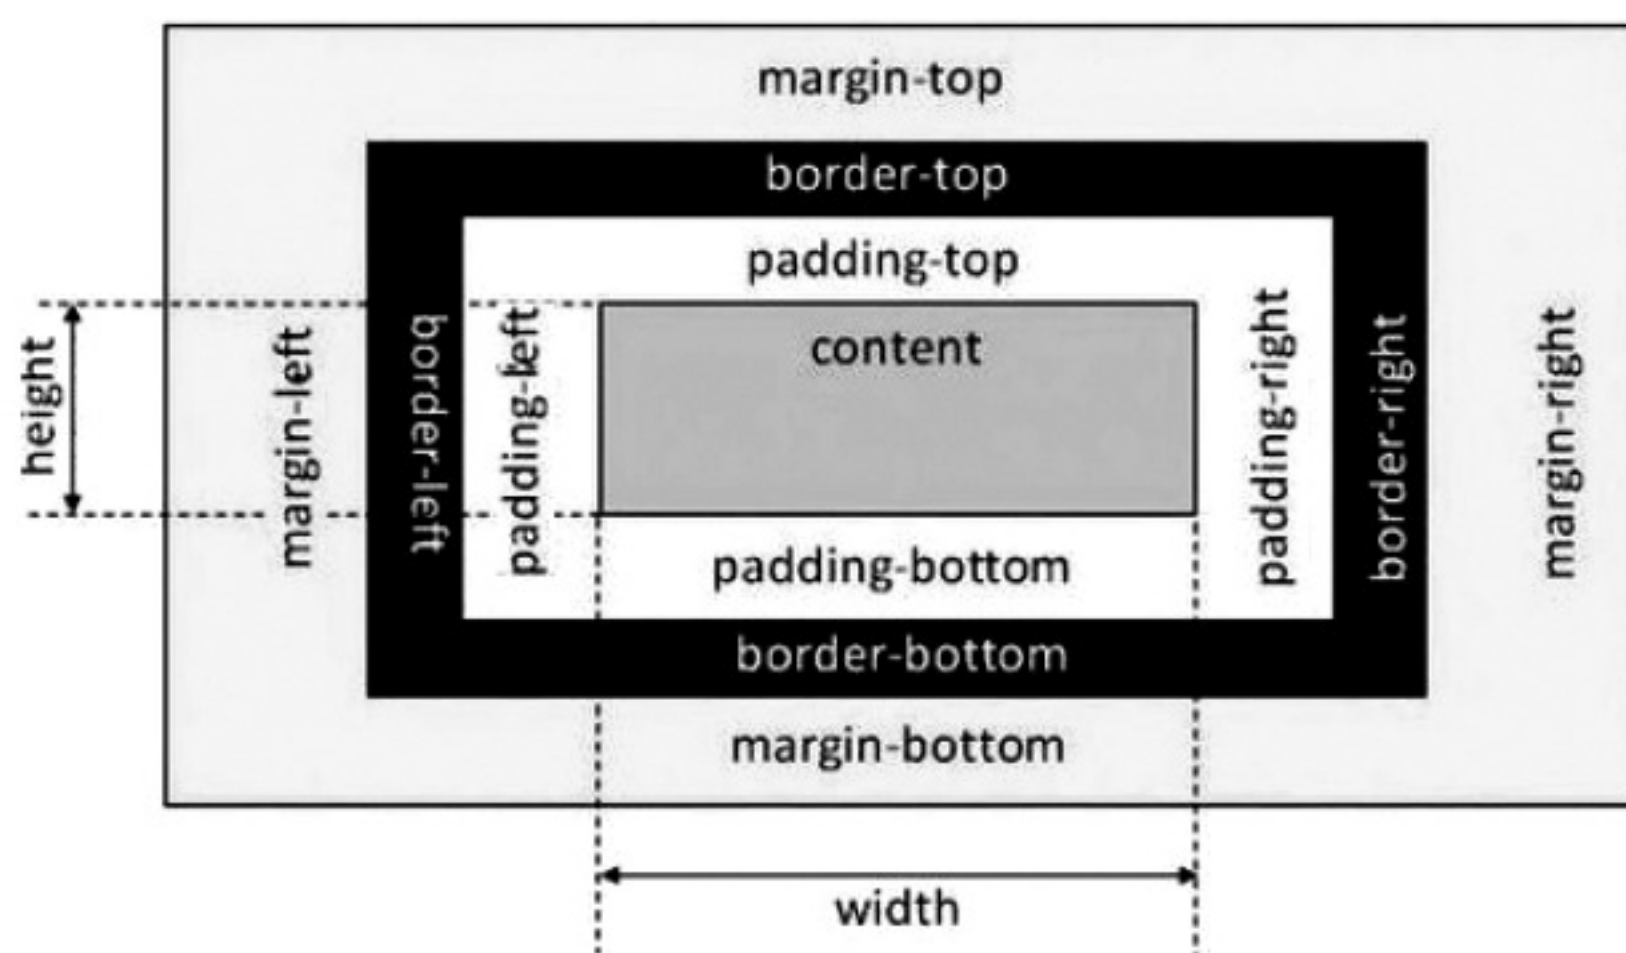 margin-top
border-top
padding-top
content
height
margin-left
border-left
padding-left
padding-right
border-right
margin-right
padding-bottom
border-bottom
margin-bottom
width